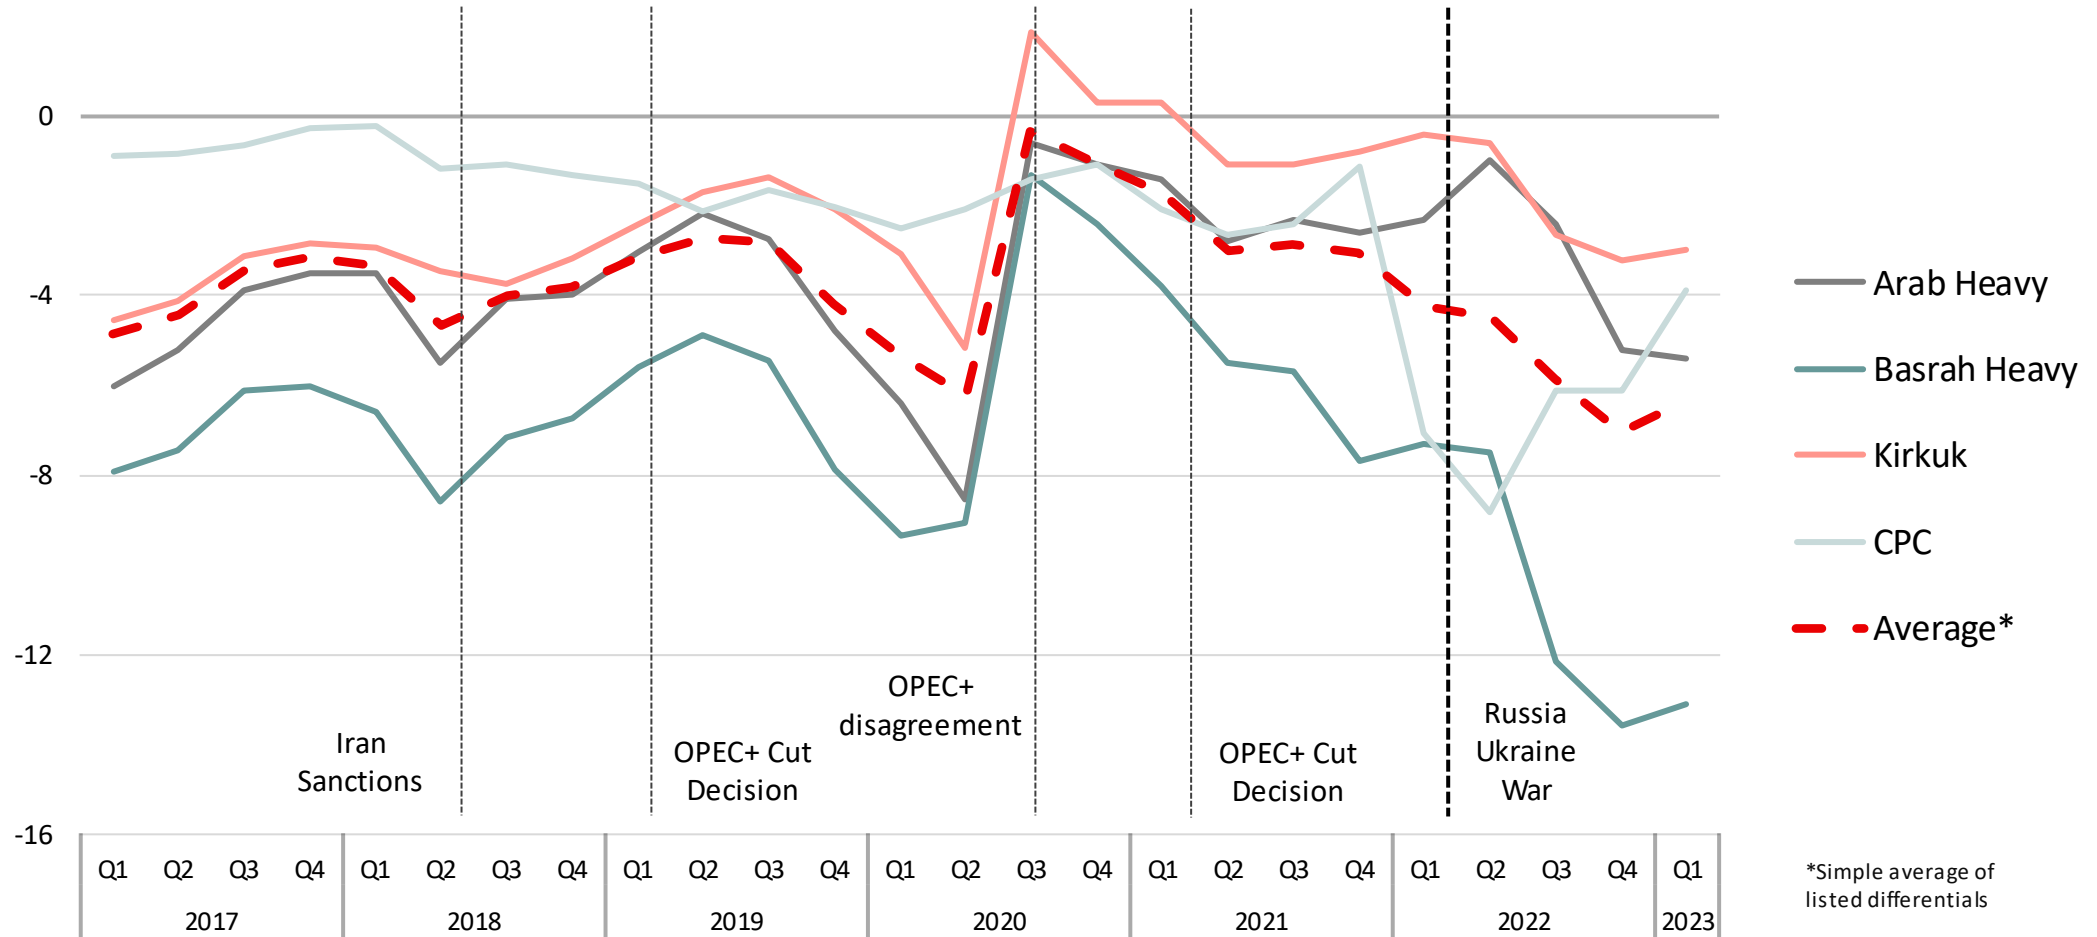 0
-4
-8
-12
-16
Iran
Sanctions
OPEC+ Cut
Decision
OPEC+
disagreement
OPEC+ Cut
Decision
Russia
Ukraine
War
Q1 Q2 Q3 Q4 Q1 Q2 Q3 Q4 Q1 Q2 Q3 Q4 Q1 Q2 Q3 Q4 Q1 Q2 Q3 Q4 Q1 Q2 Q3 Q4 Q1
2017 2018 2019 2020 2021 2022 2023
Arab Heavy
Basrah Heavy
Kirkuk
CPC
Average*
*Simple average of
listed differentials